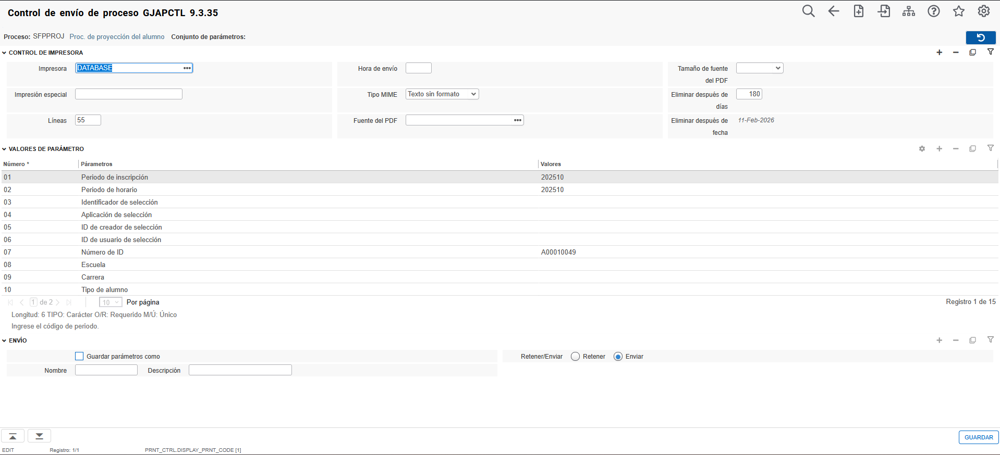 Control de envío de proceso GJAPCTL 9.3.35
Proceso: SFPPROJ Proc. de proyección del alumno Conjunto de parámetros:
CONTROL DE IMPRESORA
Impresora DATABASE Hora de envío Tamaño de fuente del PDF
Impresión especial Tipo MIME Texto sin formato Eliminar después de días 180
Líneas 55 Fuente del PDF Eliminar después de fecha 11-Feb-2026
VALORES DE PARÁMETRO
Número * Párametros Valores
01 Periodo de inscripción 202510
02 Periodo de horario 202510
03 Identificador de selección
04 Aplicación de selección
05 ID de creador de selección
06 ID de usuario de selección
07 Número de ID A00010049
08 Escuela
09 Carrera
10 Tipo de alumno
1 de 2 10 Por página Registro 1 de 15
Longitud: 6 TIPO: Carácter O/R: Requerido M/Ú: Único
Ingrese el código de periodo.
ENVÍO
Guardar parámetros como Retener/Enviar Retener Enviar
Nombre Descripción
GUARDAR
EDIT Registro: 1/1 PRNT_CTRL.DISPLAY_PRNT_CODE [1]